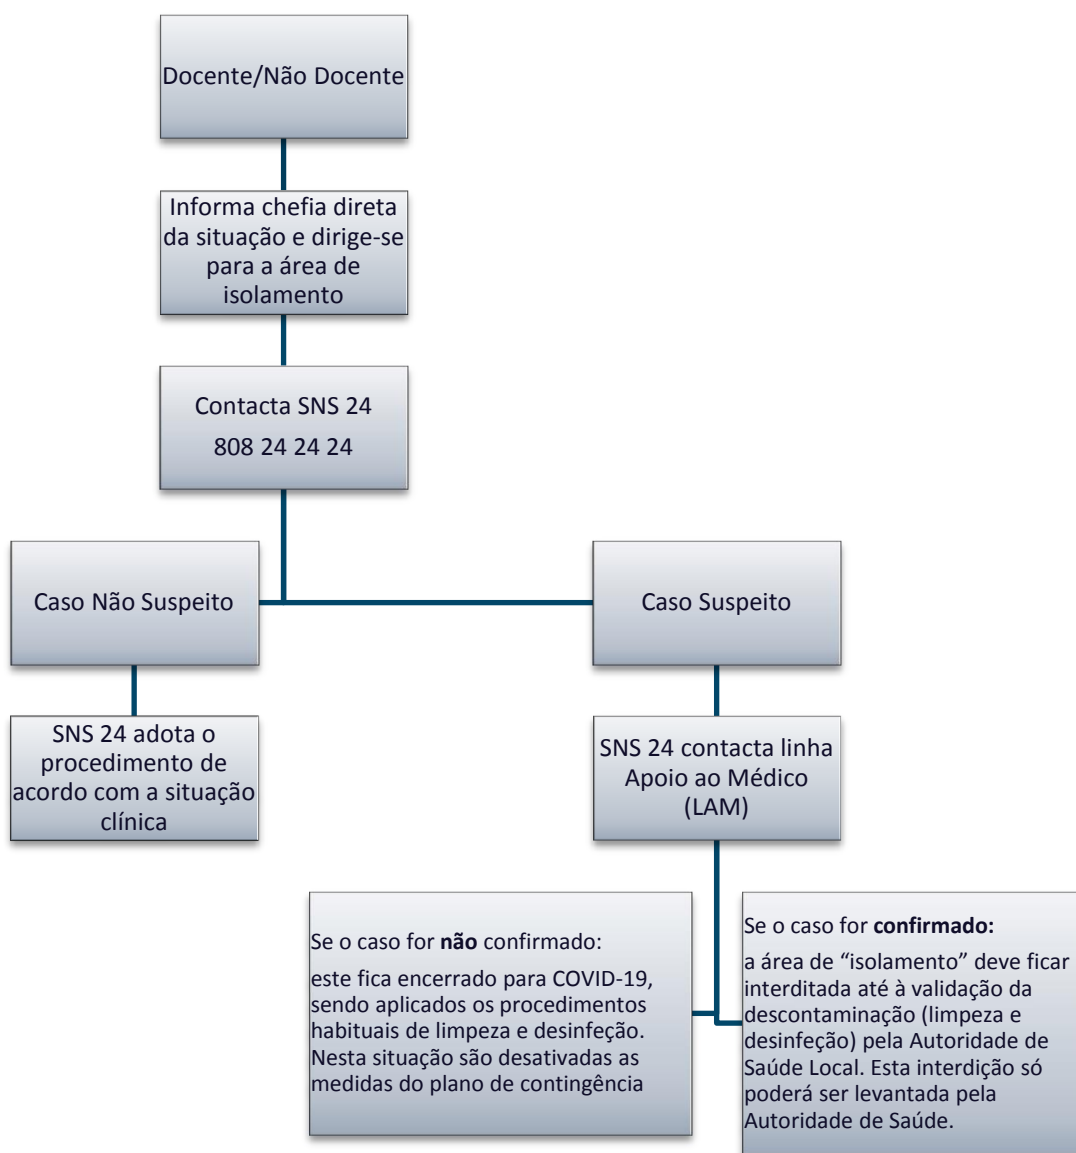 Docente/Não Docente
Informa chefia direta
da situação e dirige-se
para a área de
isolamento
Contacta SNS 24
808 24 24 24
Caso Não Suspeito
Caso Suspeito
SNS 24 adota o
procedimento de
acordo com a situação
clínica
SNS 24 contacta linha
Apoio ao Médico
(LAM)
Se o caso for não confirmado:
este fica encerrado para COVID-19,
sendo aplicados os procedimentos
habituais de limpeza e desinfeção.
Nesta situação são desativadas as
medidas do plano de contingência
Se o caso for confirmado:
a área de “isolamento” deve ficar
interditada até à validação da
descontaminação (limpeza e
desinfeção) pela Autoridade de
Saúde Local. Esta interdição só
poderá ser levantada pela
Autoridade de Saúde.